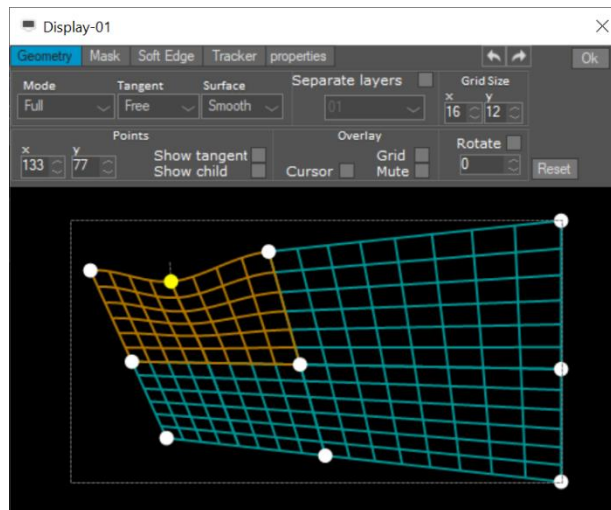 Display-01
Geometry Mask Soft Edge Tracker properties Ok
Mode Tangent Surface Separate layers Grid Size
x y
Full Free Smooth 01 16 12
Points Overlay Rotate
x y
133 77 Show tangent Grid 0
Show child Cursor Mute Reset